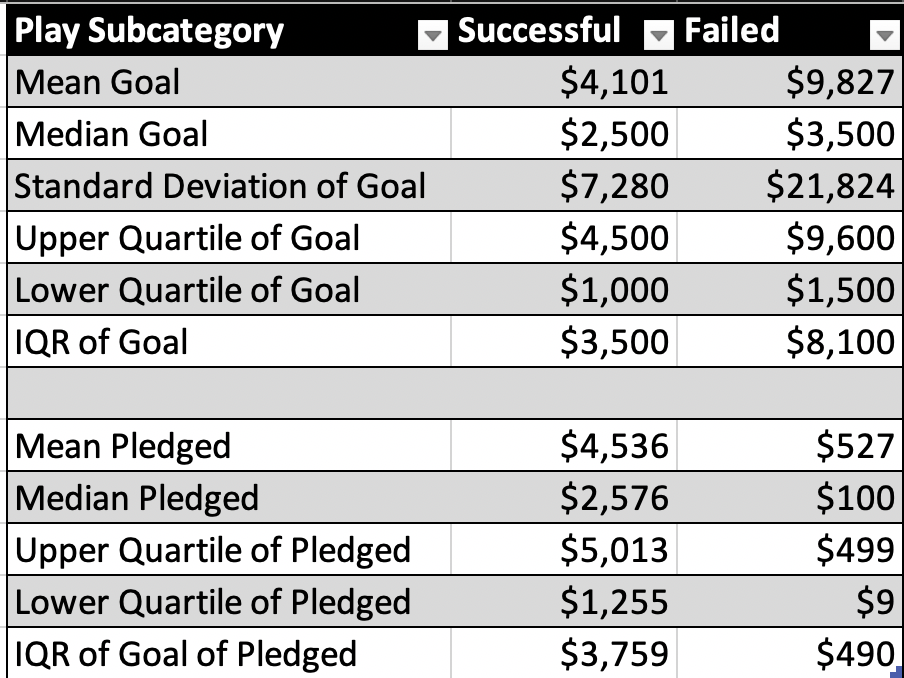 Play Subcategory Successful Failed
Mean Goal $4,101 $9,827
Median Goal $2,500 $3,500
Standard Deviation of Goal $7,280 $21,824
Upper Quartile of Goal $4,500 $9,600
Lower Quartile of Goal $1,000 $1,500
IQR of Goal $3,500 $8,100
Mean Pledged $4,536 $527
Median Pledged $2,576 $100
Upper Quartile of Pledged $5,013 $499
Lower Quartile of Pledged $1,255 $9
IQR of Goal of Pledged $3,759 $490